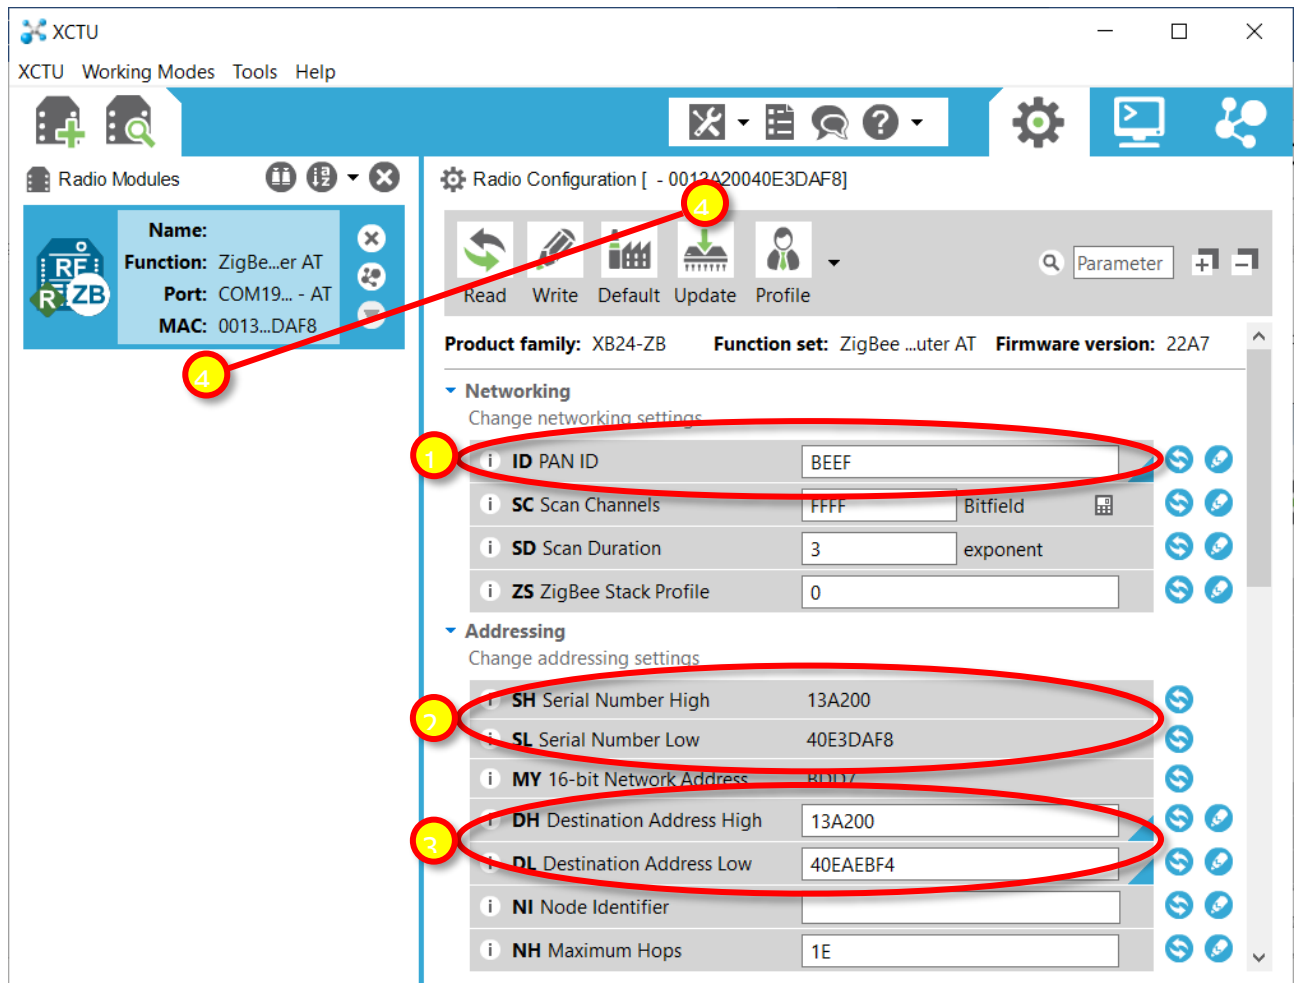 XCTU
XCTU Working Modes Tools Help
Radio Modules
Radio Configuration [ - 0013A20040E3DAF8]
Name:
Function: ZigBe...er AT
Port: COM19... - AT
MAC: 0013...DAF8
RF
R ZB
4
4
Read Write Default Update Profile
Parameter
Product family: XB24-ZB Function set: ZigBee ...uter AT Firmware version: 22A7
Networking
Change networking settings
1
ID PAN ID BEEF
SC Scan Channels FFFF Bitfield
SD Scan Duration 3 exponent
ZS ZigBee Stack Profile 0
Addressing
Change addressing settings
2
SH Serial Number High 13A200
SL Serial Number Low 40E3DAF8
MY 16-bit Network Address BDD7
3
DH Destination Address High 13A200
DL Destination Address Low 40EAEBF4
NI Node Identifier
NH Maximum Hops 1E